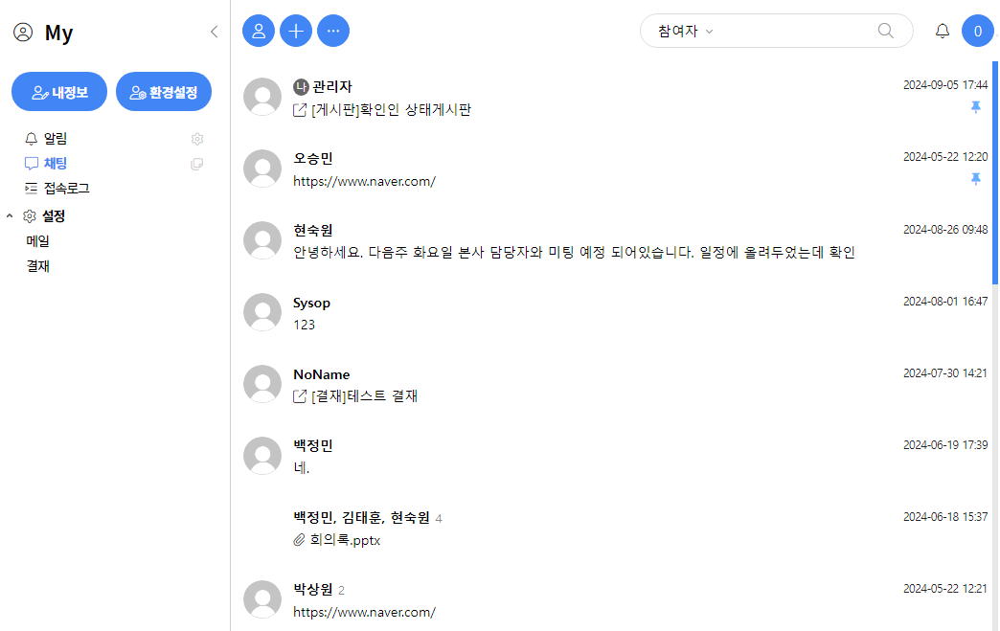 My
내정보
환경설정
알림
채팅
접속로그
설정
메일
결재
참여자
0
나 관리자
2024-09-05 17:44
[게시판]확인인 상태게시판
오승민
2024-05-22 12:20
https://www.naver.com/
현숙원
2024-08-26 09:48
안녕하세요. 다음주 화요일 본사 담당자와 미팅 예정 되어있습니다. 일정에 올려두었는데 확인
Sysop
2024-08-01 16:47
123
NoName
2024-07-30 14:21
[결재]테스트 결재
백정민
2024-06-19 17:39
네.
백정민, 김태훈, 현숙원 4
2024-06-18 15:37
회의록.pptx
박상원 2
2024-05-22 12:21
https://www.naver.com/